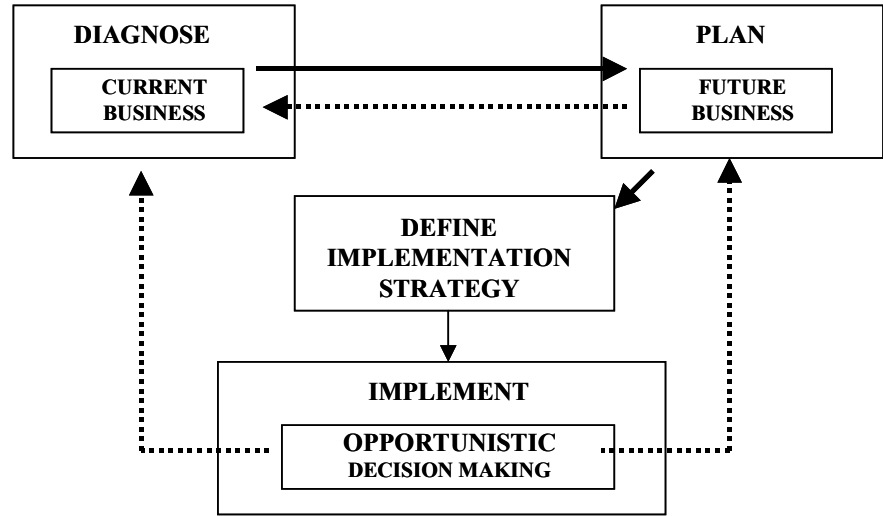 DIAGNOSE
CURRENT
BUSINESS
PLAN
FUTURE
BUSINESS
DEFINE
IMPLEMENTATION
STRATEGY
IMPLEMENT
OPPORTUNISTIC
DECISION MAKING